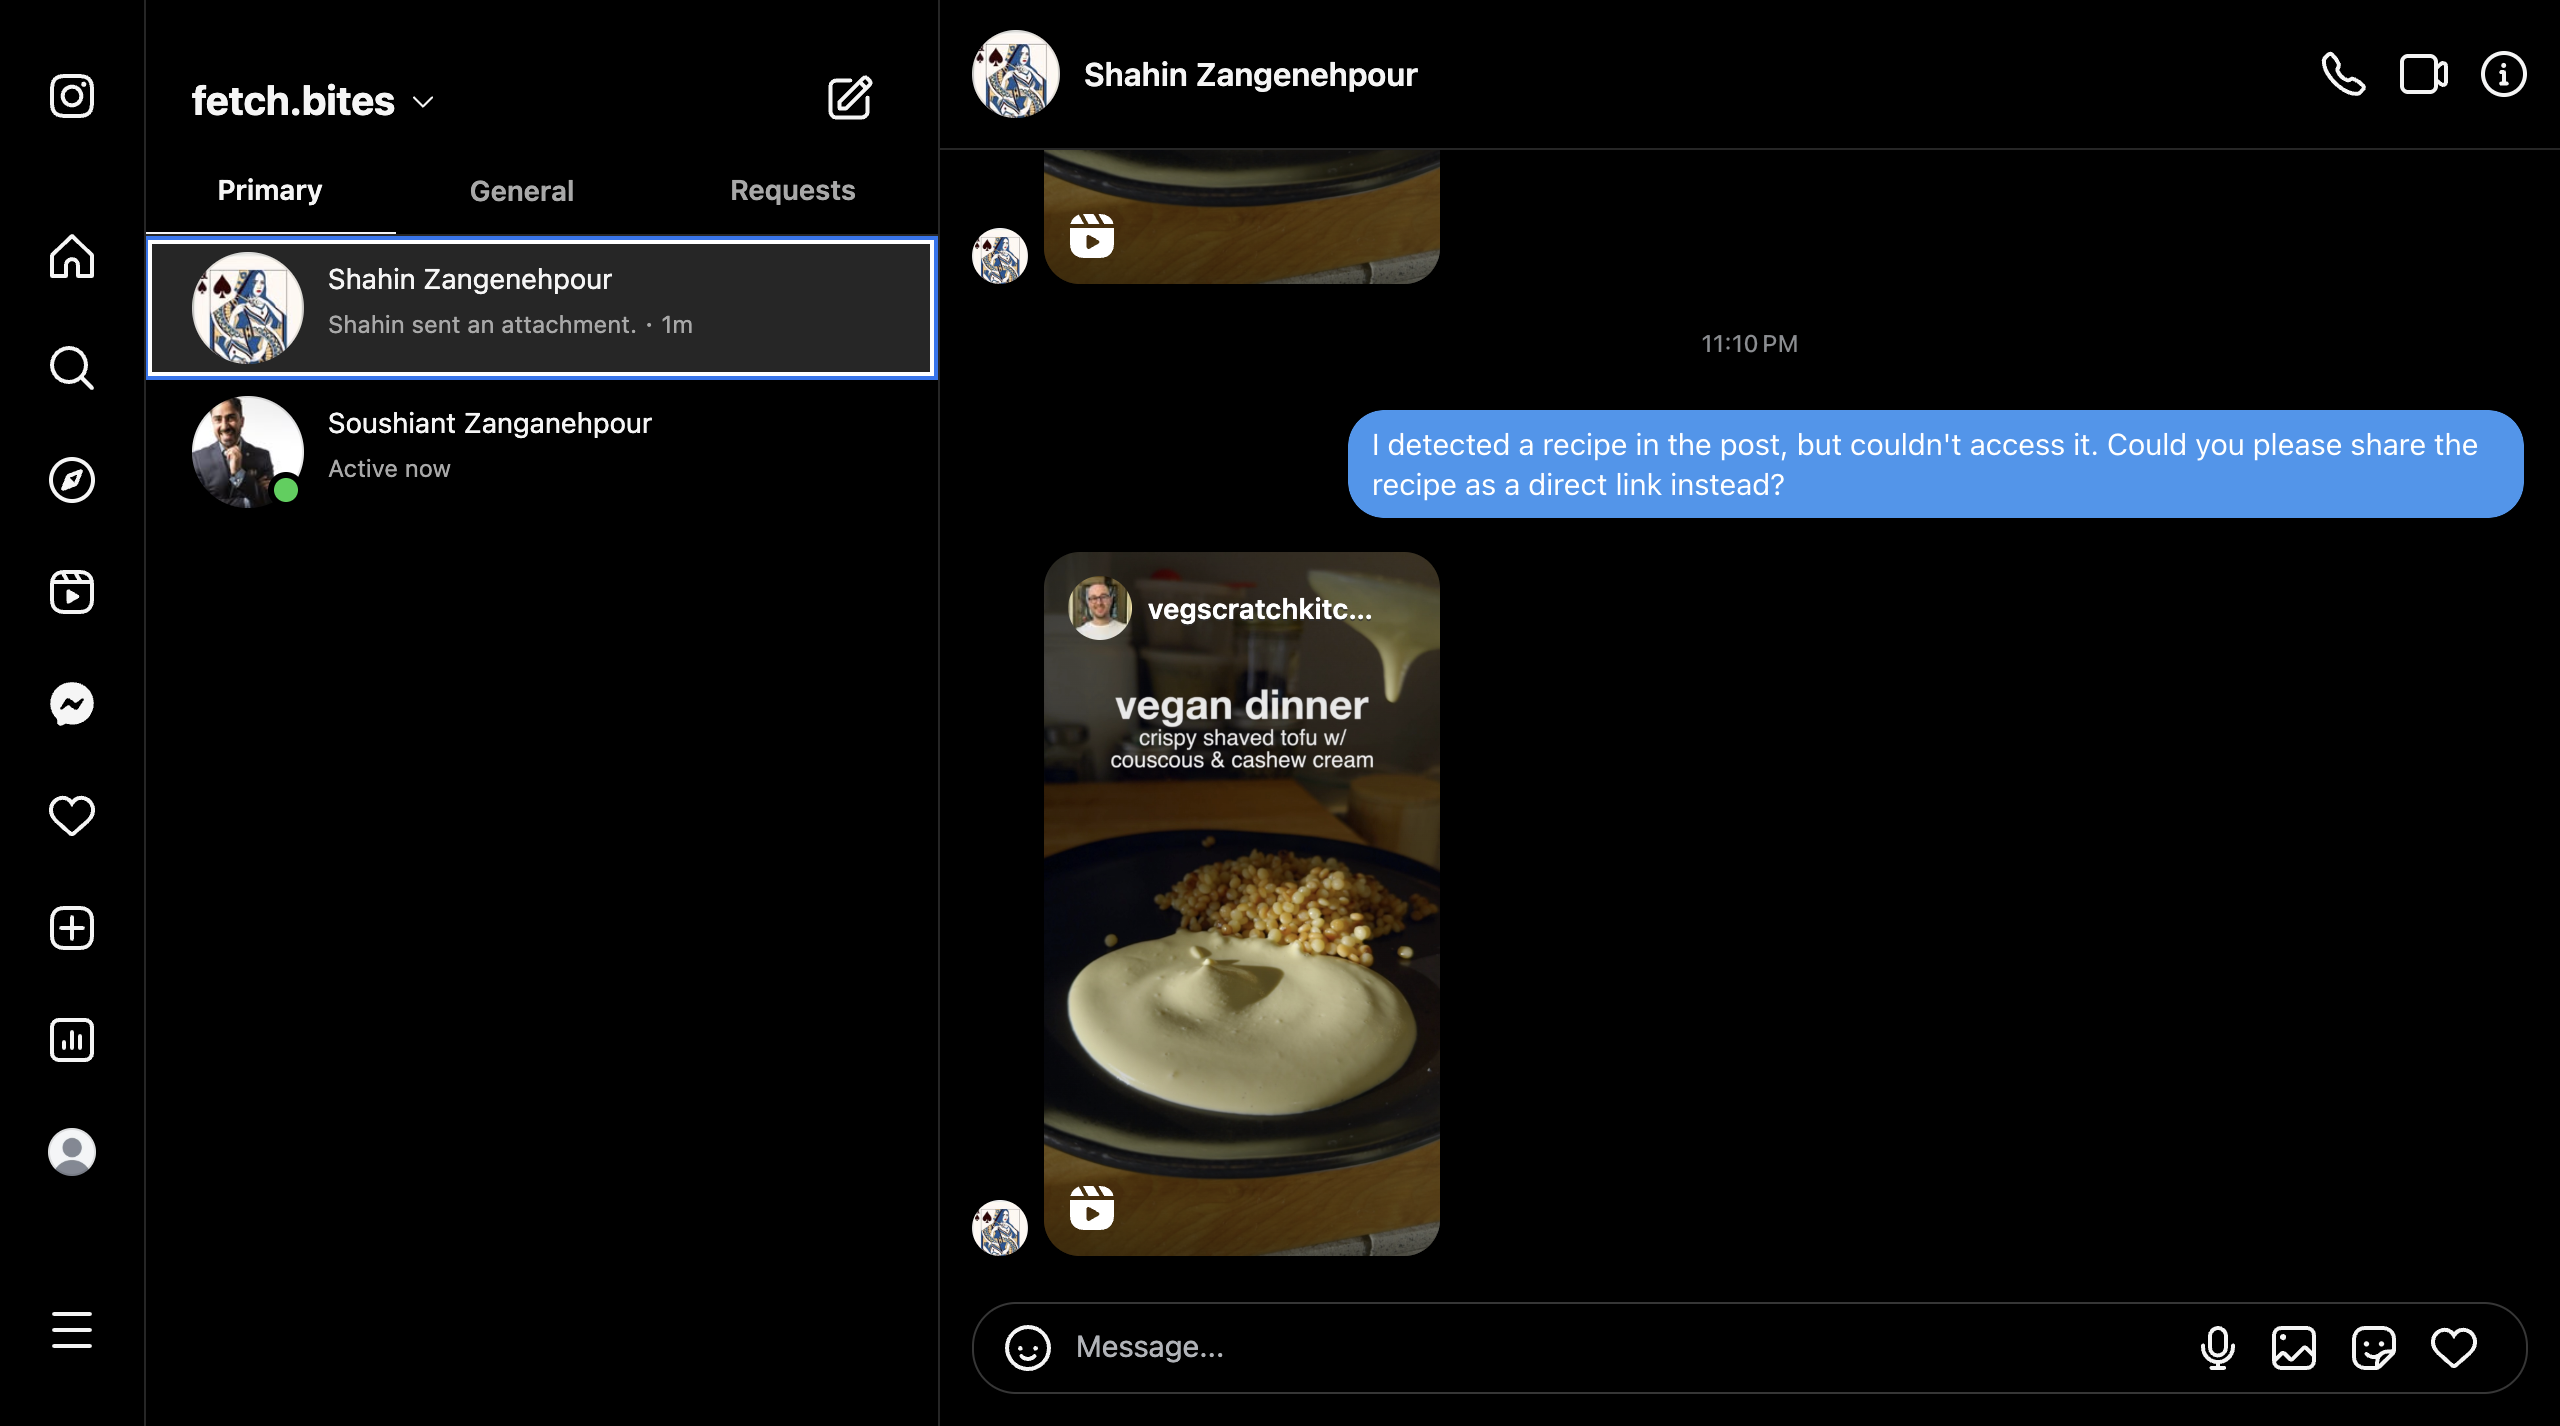 fetch.bites
Primary
General
Requests
Shahin Zangenehpour
Shahin sent an attachment. · 1m
Soushiant Zanganehpour
Active now
Shahin Zangenehpour
11:10 PM
I detected a recipe in the post, but couldn't access it. Could you please share the
recipe as a direct link instead?
vegscratchkitc...
vegan dinner
crispy shaved tofu w/
couscous & cashew cream
Message...